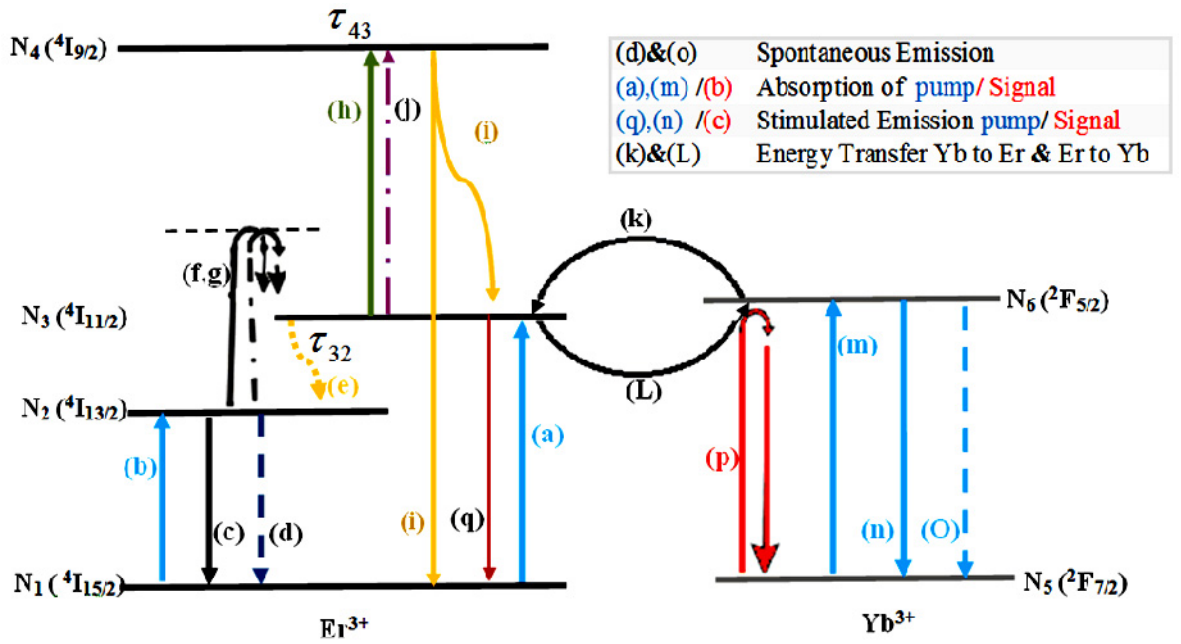 τ₄₃
N₄ (⁴I₉/₂)
(h)
(j)
(i)
(d)&(o) Spontaneous Emission
(a),(m) /(b) Absorption of pump/ Signal
(q),(n) /(c) Stimulated Emission pump/ Signal
(k)&(L) Energy Transfer Yb to Er & Er to Yb
(f,g)
(k)
N₃ (⁴I₁₁/₂)
N₆ (²F₅/₂)
τ₃₂
(e)
(m)
(L)
N₂ (⁴I₁₃/₂)
(b)
(c)
(d)
(i)
(q)
(a)
(p)
(n)
(O)
N₁ (⁴I₁₅/₂)
N₅ (²F₇/₂)
Er³⁺
Yb³⁺